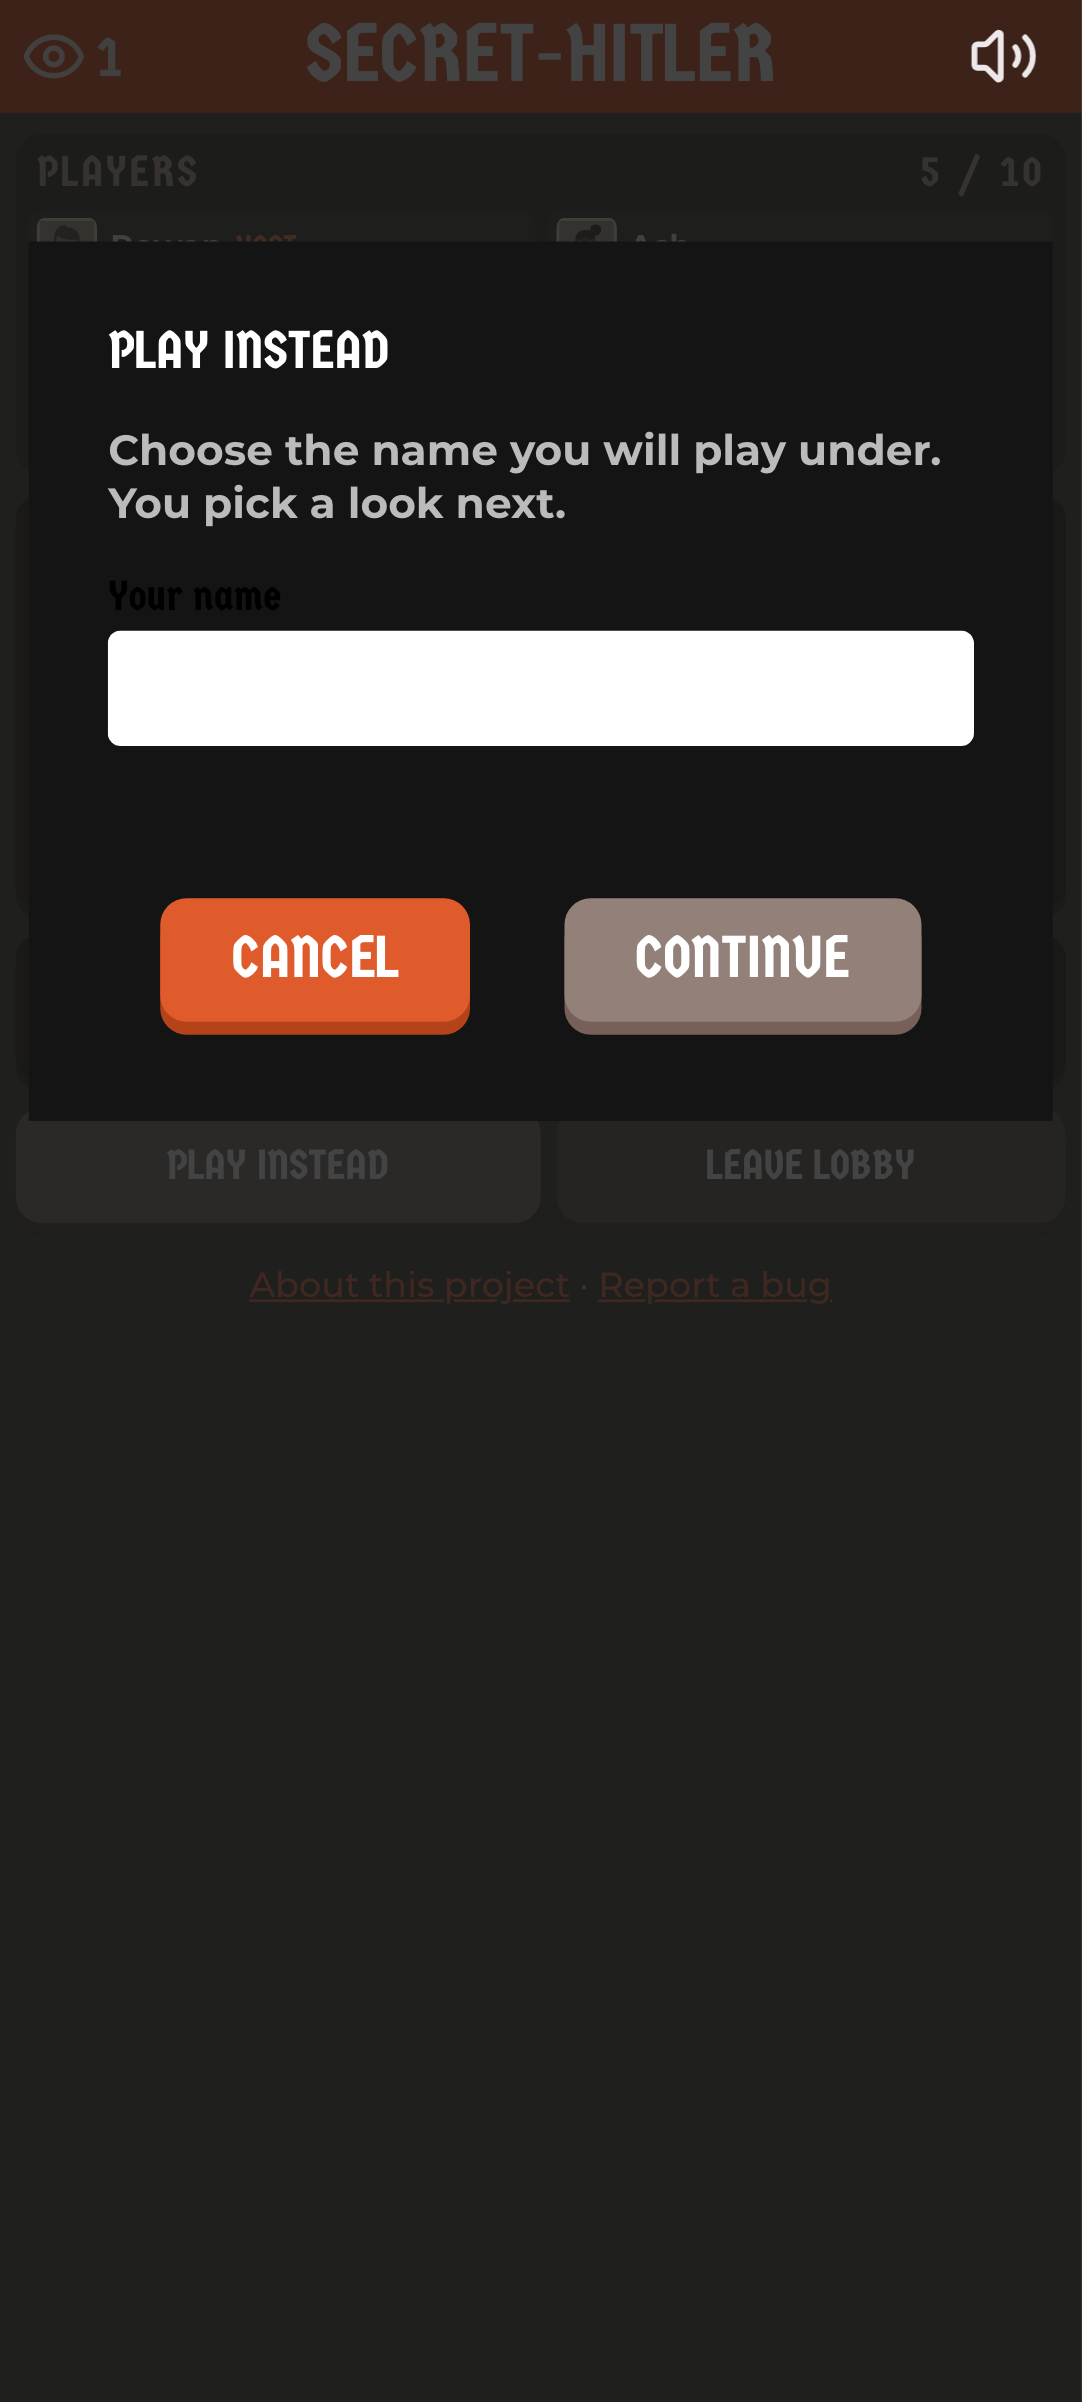 1
SECRET-HITLER
PLAYERS
5 / 10
PLAY INSTEAD
Choose the name you will play under.
You pick a look next.
Your name
CANCEL
CONTINUE
PLAY INSTEAD
LEAVE LOBBY
About this project · Report a bug